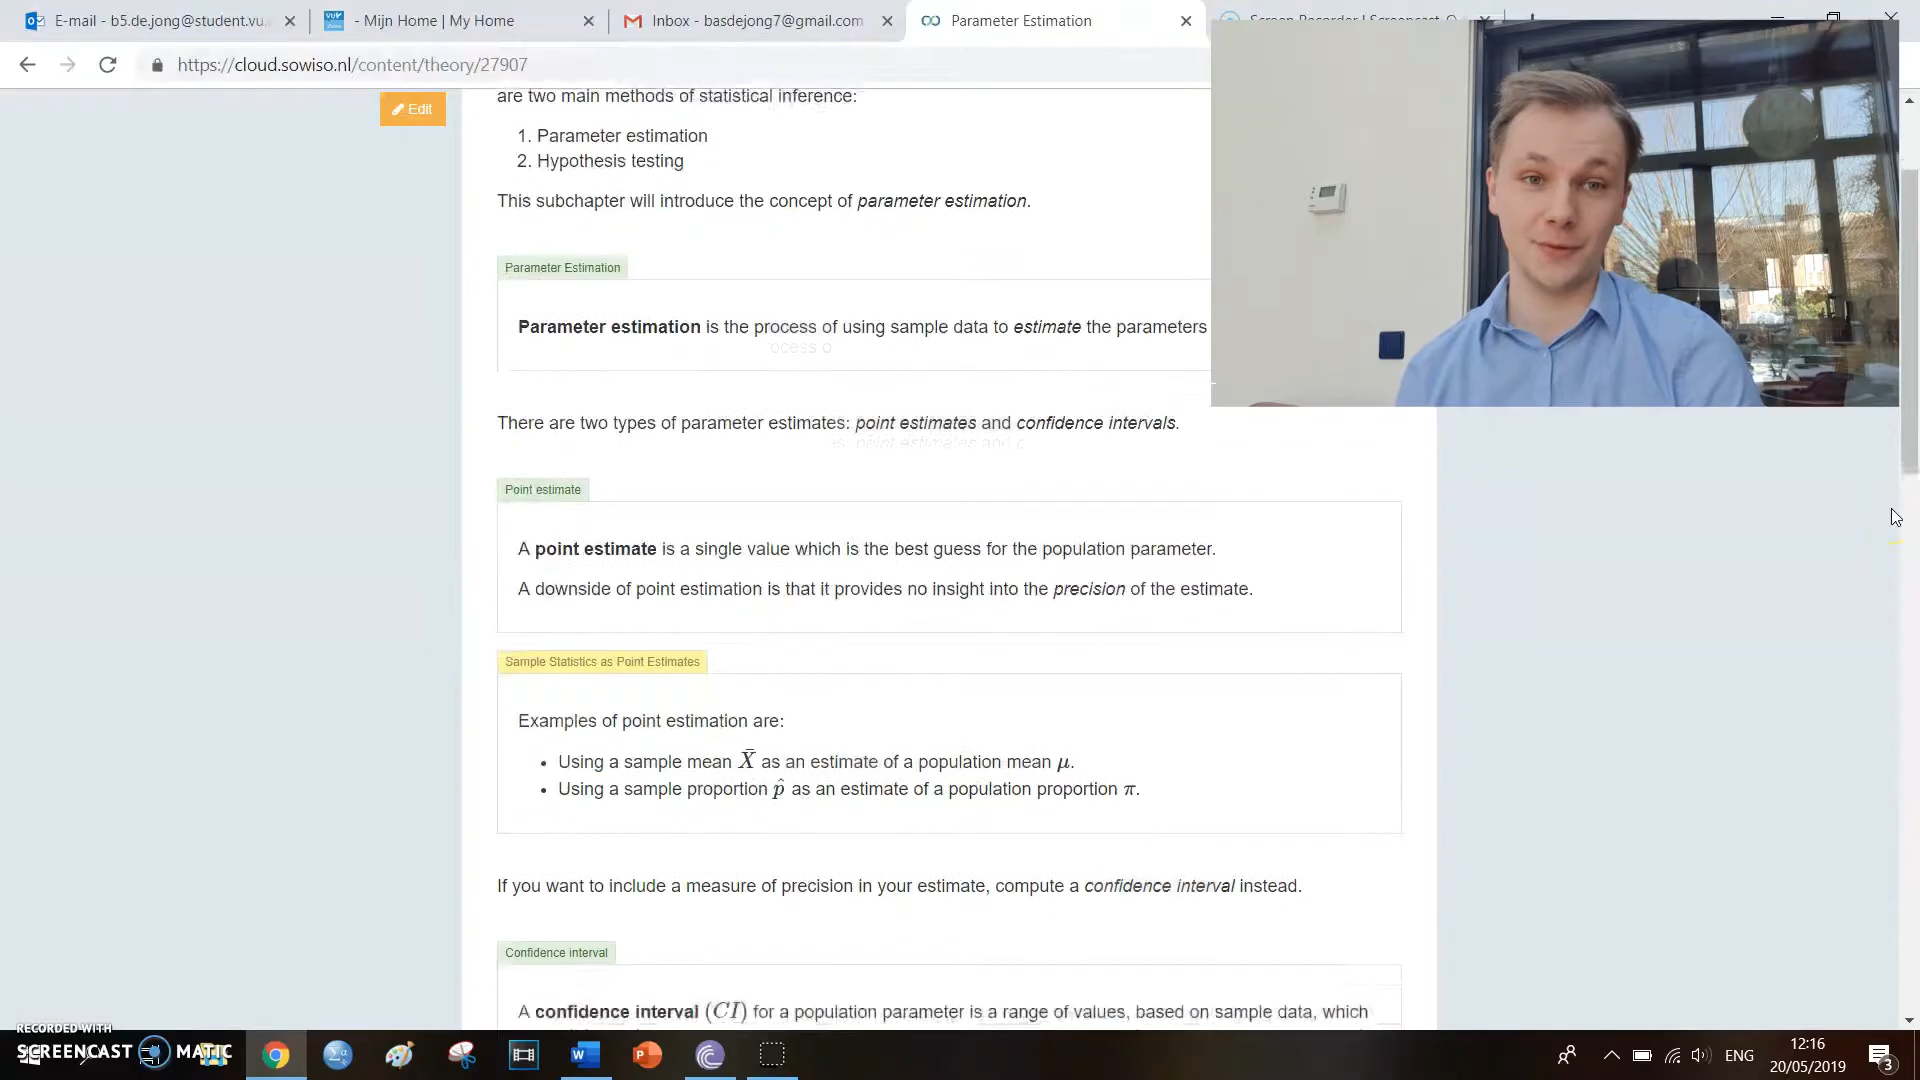 E-mail - b5.de.jong@student.vu.
- Mijn Home | My Home
Inbox - basdejong7@gmail.com
Parameter Estimation
Screen Recorder | Screencast-O
https://cloud.sowiso.nl/content/theory/27907
Edit
are two main methods of statistical inference:
1. Parameter estimation
2. Hypothesis testing
This subchapter will introduce the concept of parameter estimation.
Parameter Estimation
Parameter estimation is the process of using sample data to estimate the parameters
There are two types of parameter estimates: point estimates and confidence intervals.
Point estimate
A point estimate is a single value which is the best guess for the population parameter.
A downside of point estimation is that it provides no insight into the precision of the estimate.
Sample Statistics as Point Estimates
Examples of point estimation are:
• Using a sample mean X̄ as an estimate of a population mean μ.
• Using a sample proportion p̂ as an estimate of a population proportion π.
If you want to include a measure of precision in your estimate, compute a confidence interval instead.
Confidence interval
A confidence interval (CI) for a population parameter is a range of values, based on sample data, which
RECORDED WITH
SCREENCAST MATIC
ENG
12:16
20/05/2019
3